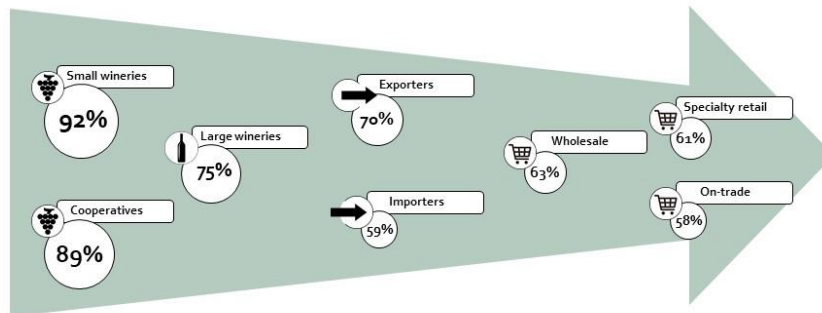 Small wineries
92%
Cooperatives
89%
Large wineries
75%
Exporters
70%
Importers
59%
Wholesale
63%
Specialty retail
61%
On-trade
58%